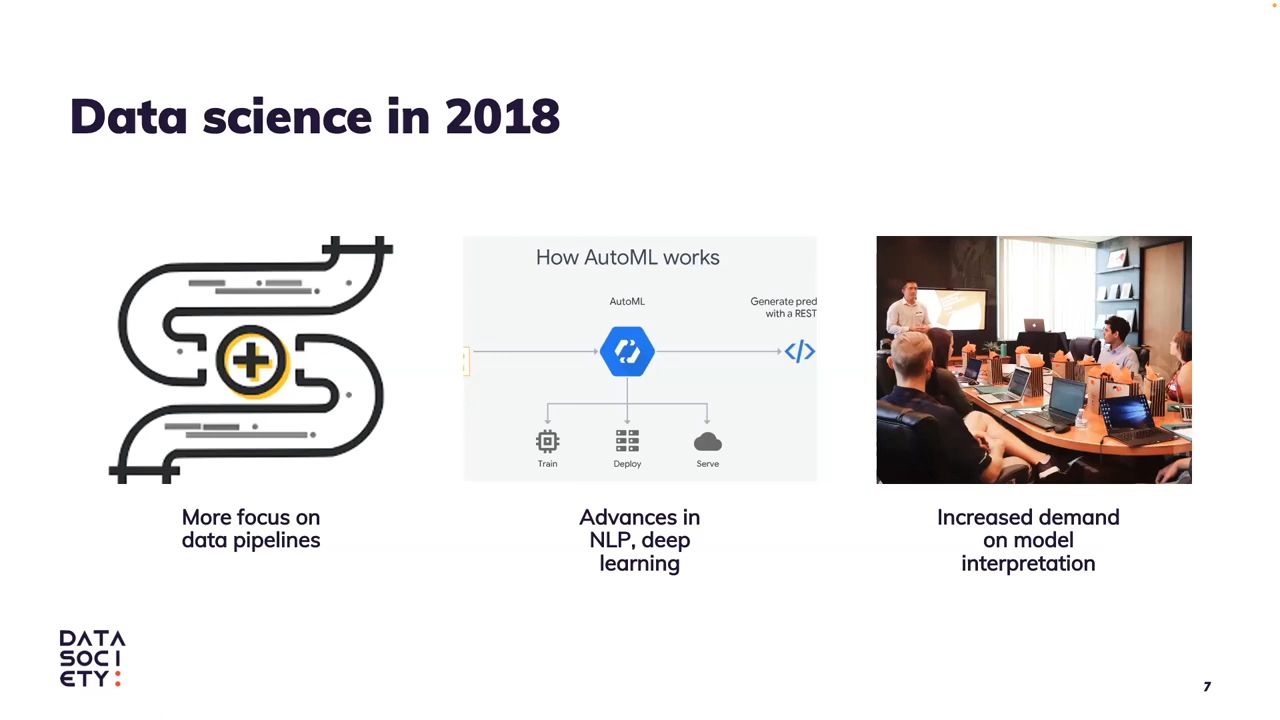 Data science in 2018
How AutoML works
AutoML
Generate pred
with a REST
Train
Deploy
Serve
More focus on
data pipelines
Advances in
NLP, deep
learning
Increased demand
on model
interpretation
DATA
SOCI
ETY:
7